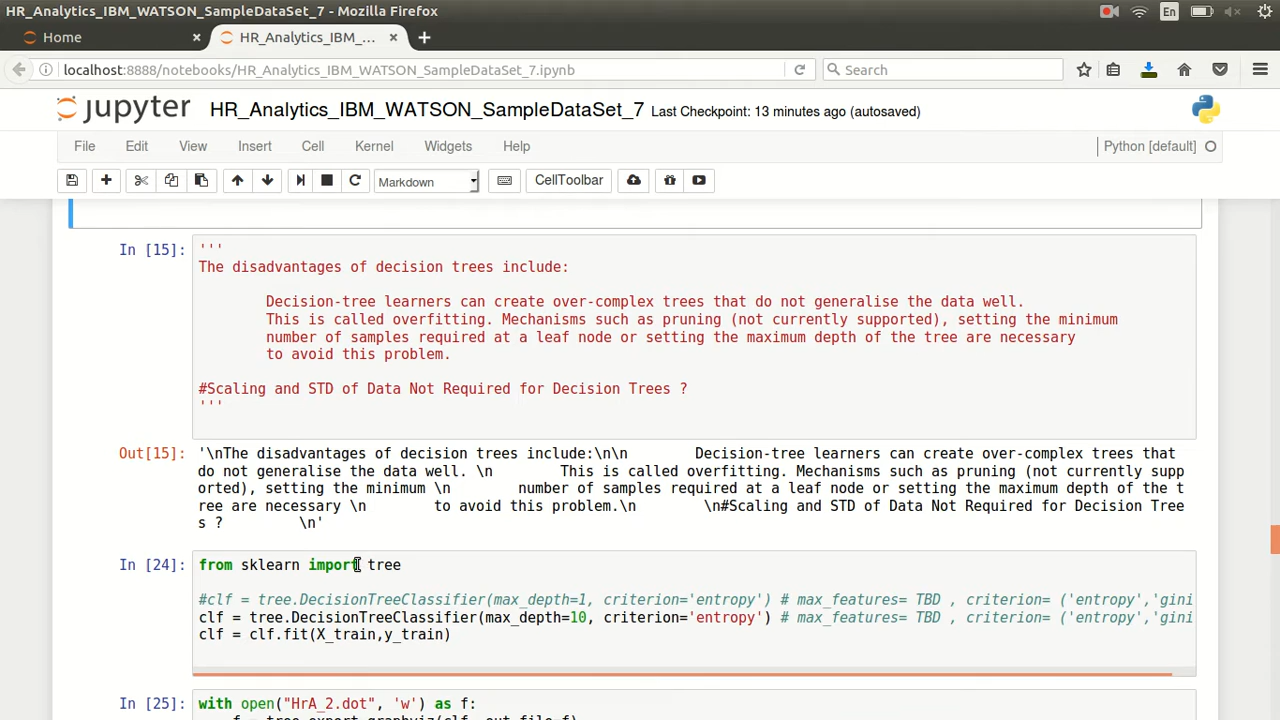 HR_Analytics_IBM_WATSON_SampleDataSet_7 - Mozilla Firefox
En
Home × HR_Analytics_IBM_... × +
localhost:8888/notebooks/HR_Analytics_IBM_WATSON_SampleDataSet_7.ipynb Search
jupyter HR_Analytics_IBM_WATSON_SampleDataSet_7 Last Checkpoint: 13 minutes ago (autosaved)
File Edit View Insert Cell Kernel Widgets Help Python [default]
Markdown CellToolbar
In [15]: '''
The disadvantages of decision trees include:
Decision-tree learners can create over-complex trees that do not generalise the data well.
This is called overfitting. Mechanisms such as pruning (not currently supported), setting the minimum
number of samples required at a leaf node or setting the maximum depth of the tree are necessary
to avoid this problem.
#Scaling and STD of Data Not Required for Decision Trees ?
'''
Out[15]: '\nThe disadvantages of decision trees include:\n\n        Decision-tree learners can create over-complex trees that
do not generalise the data well. \n        This is called overfitting. Mechanisms such as pruning (not currently supp
orted), setting the minimum \n        number of samples required at a leaf node or setting the maximum depth of the t
ree are necessary \n        to avoid this problem.\n        \n#Scaling and STD of Data Not Required for Decision Tree
s ?         \n'
In [24]: from sklearn import tree
#clf = tree.DecisionTreeClassifier(max_depth=1, criterion='entropy') # max_features= TBD , criterion= ('entropy','gini
clf = tree.DecisionTreeClassifier(max_depth=10, criterion='entropy') # max_features= TBD , criterion= ('entropy','gini
clf = clf.fit(X_train,y_train)
In [25]: with open("HrA_2.dot", 'w') as f:
f = tree.export_graphviz(clf, out_file=f)